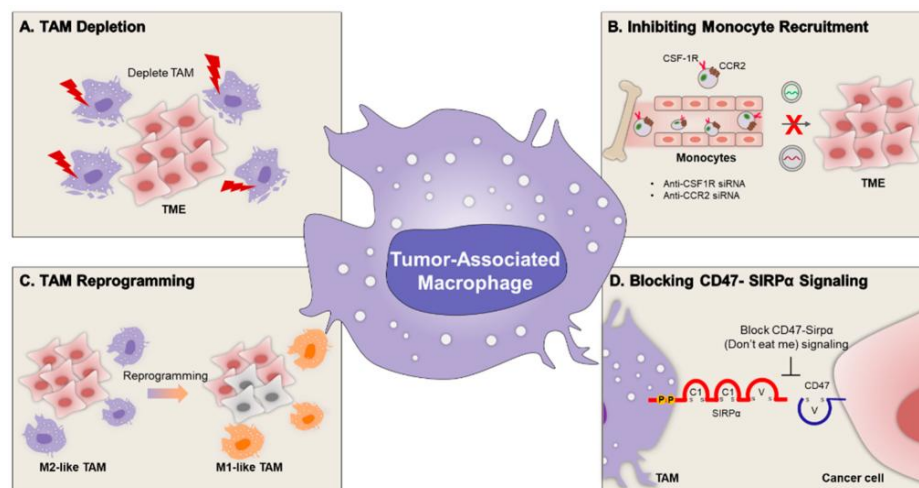 A. TAM Depletion
Deplete TAM
TME
B. Inhibiting Monocyte Recruitment
CSF-1R
CCR2
X
Monocytes
• Anti-CSF1R siRNA
• Anti-CCR2 siRNA
TME
Tumor-Associated
Macrophage
C. TAM Reprogramming
Reprogramming
M2-like TAM
M1-like TAM
D. Blocking CD47- SIRPα Signaling
Block CD47-Sirpα
(Don't eat me) signaling
P P
C1
C1
V
CD47
s s
s s
s s
s s
V
SIRPα
TAM
Cancer cell